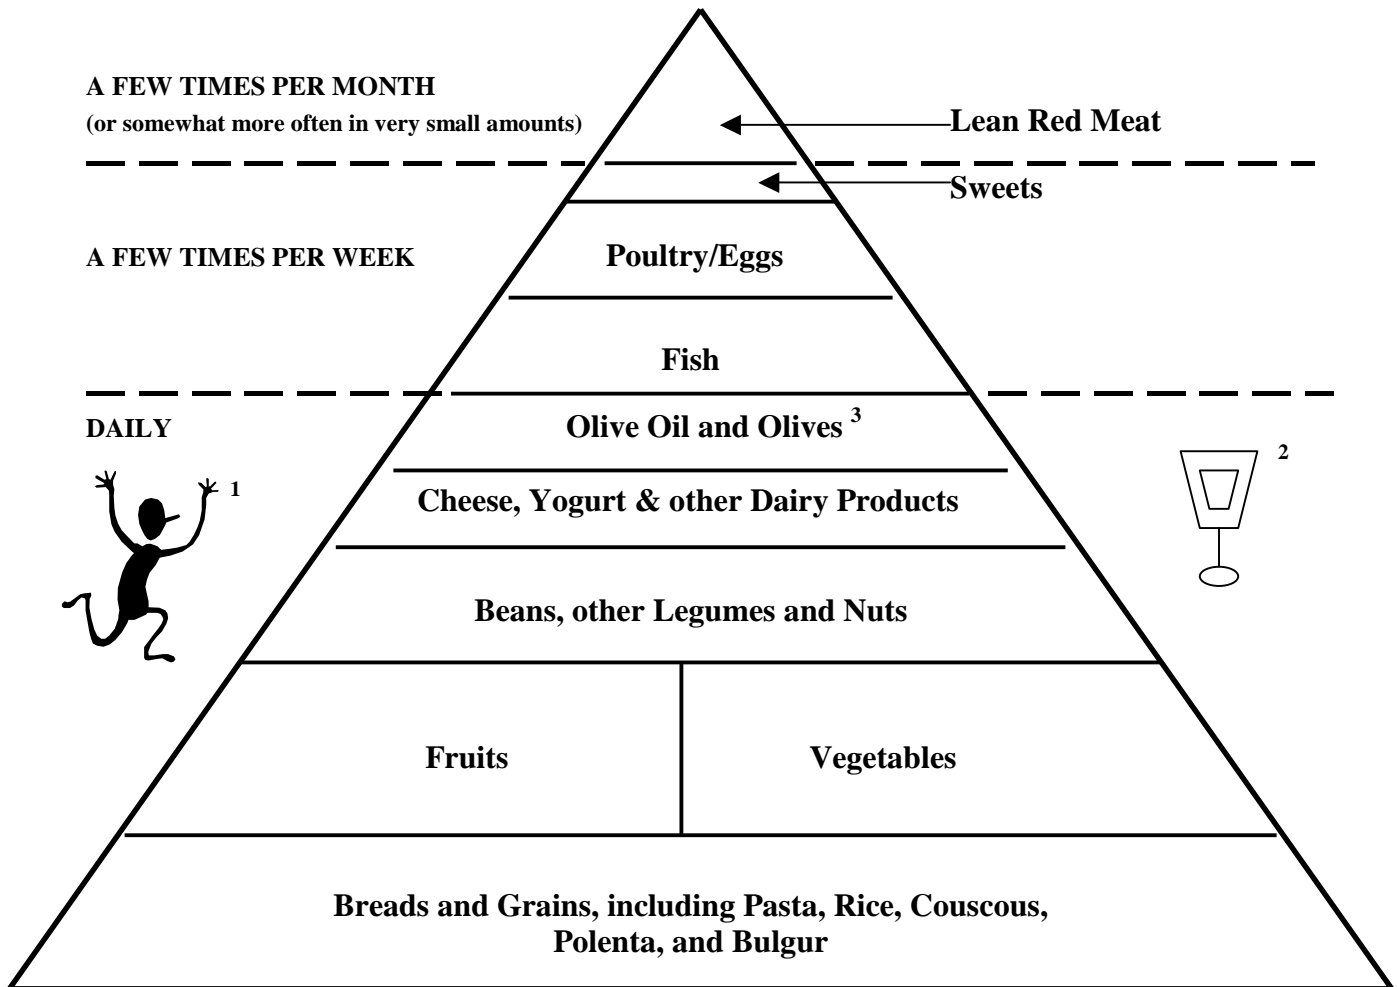 A FEW TIMES PER MONTH
(or somewhat more often in very small amounts)
Lean Red Meat
Sweets
A FEW TIMES PER WEEK
Poultry/Eggs
Fish
DAILY
Olive Oil and Olives 3
2
1
Cheese, Yogurt & other Dairy Products
Beans, other Legumes and Nuts
Fruits
Vegetables
Breads and Grains, including Pasta, Rice, Couscous,
Polenta, and Bulgur